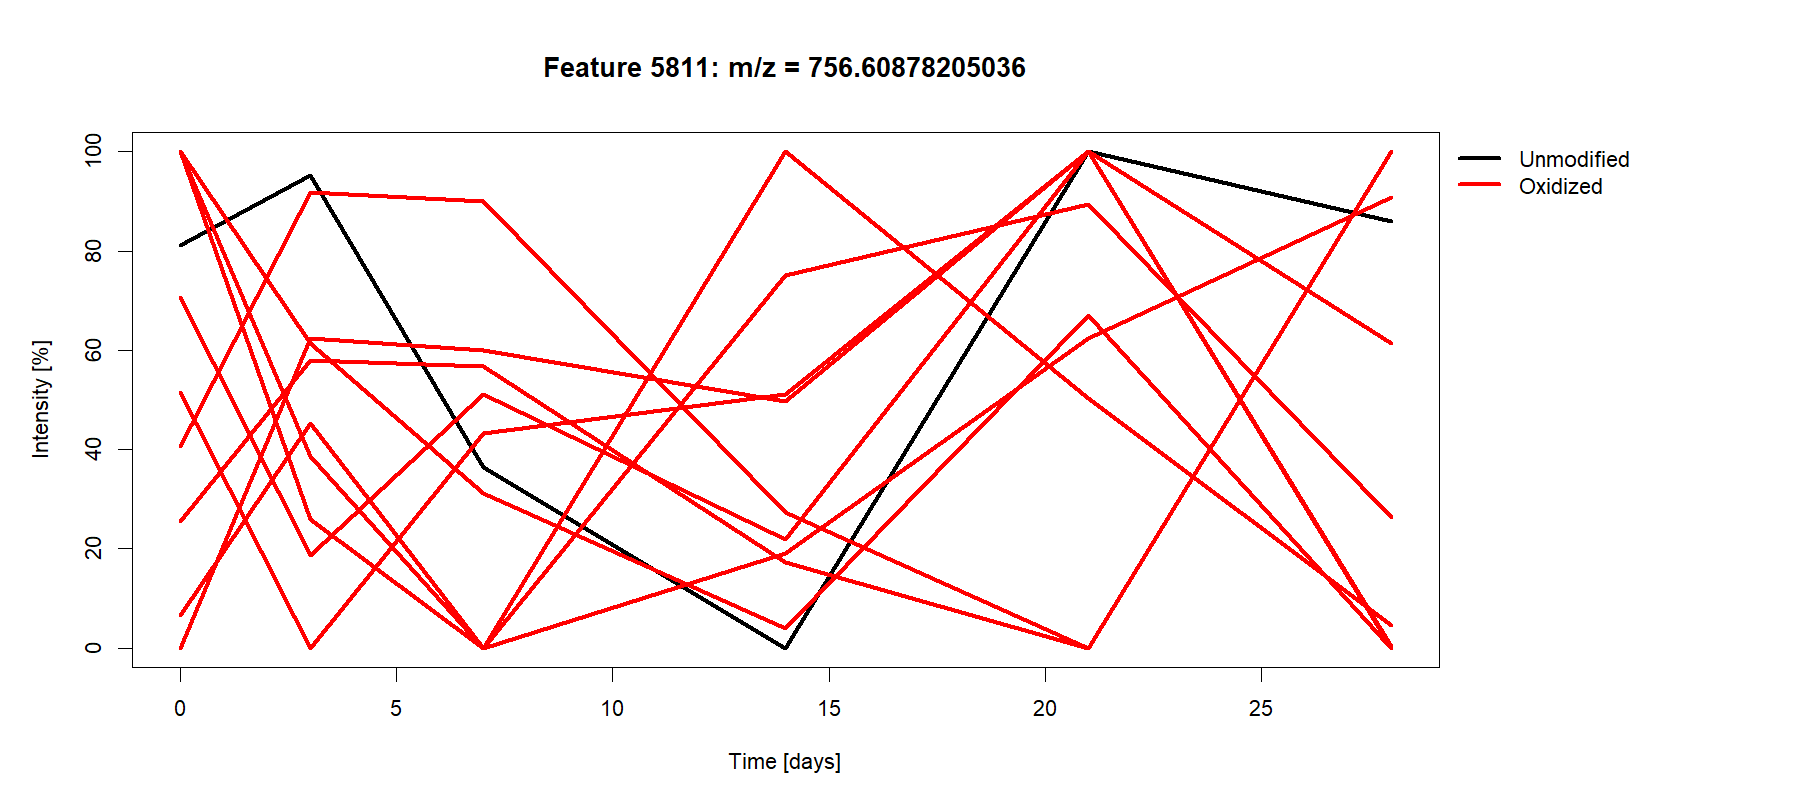 Feature 5811: m/z = 756.60878205036
Unmodified
Oxidized
Intensity [%]
100
80
60
40
20
0
0 5 10 15 20 25
Time [days]